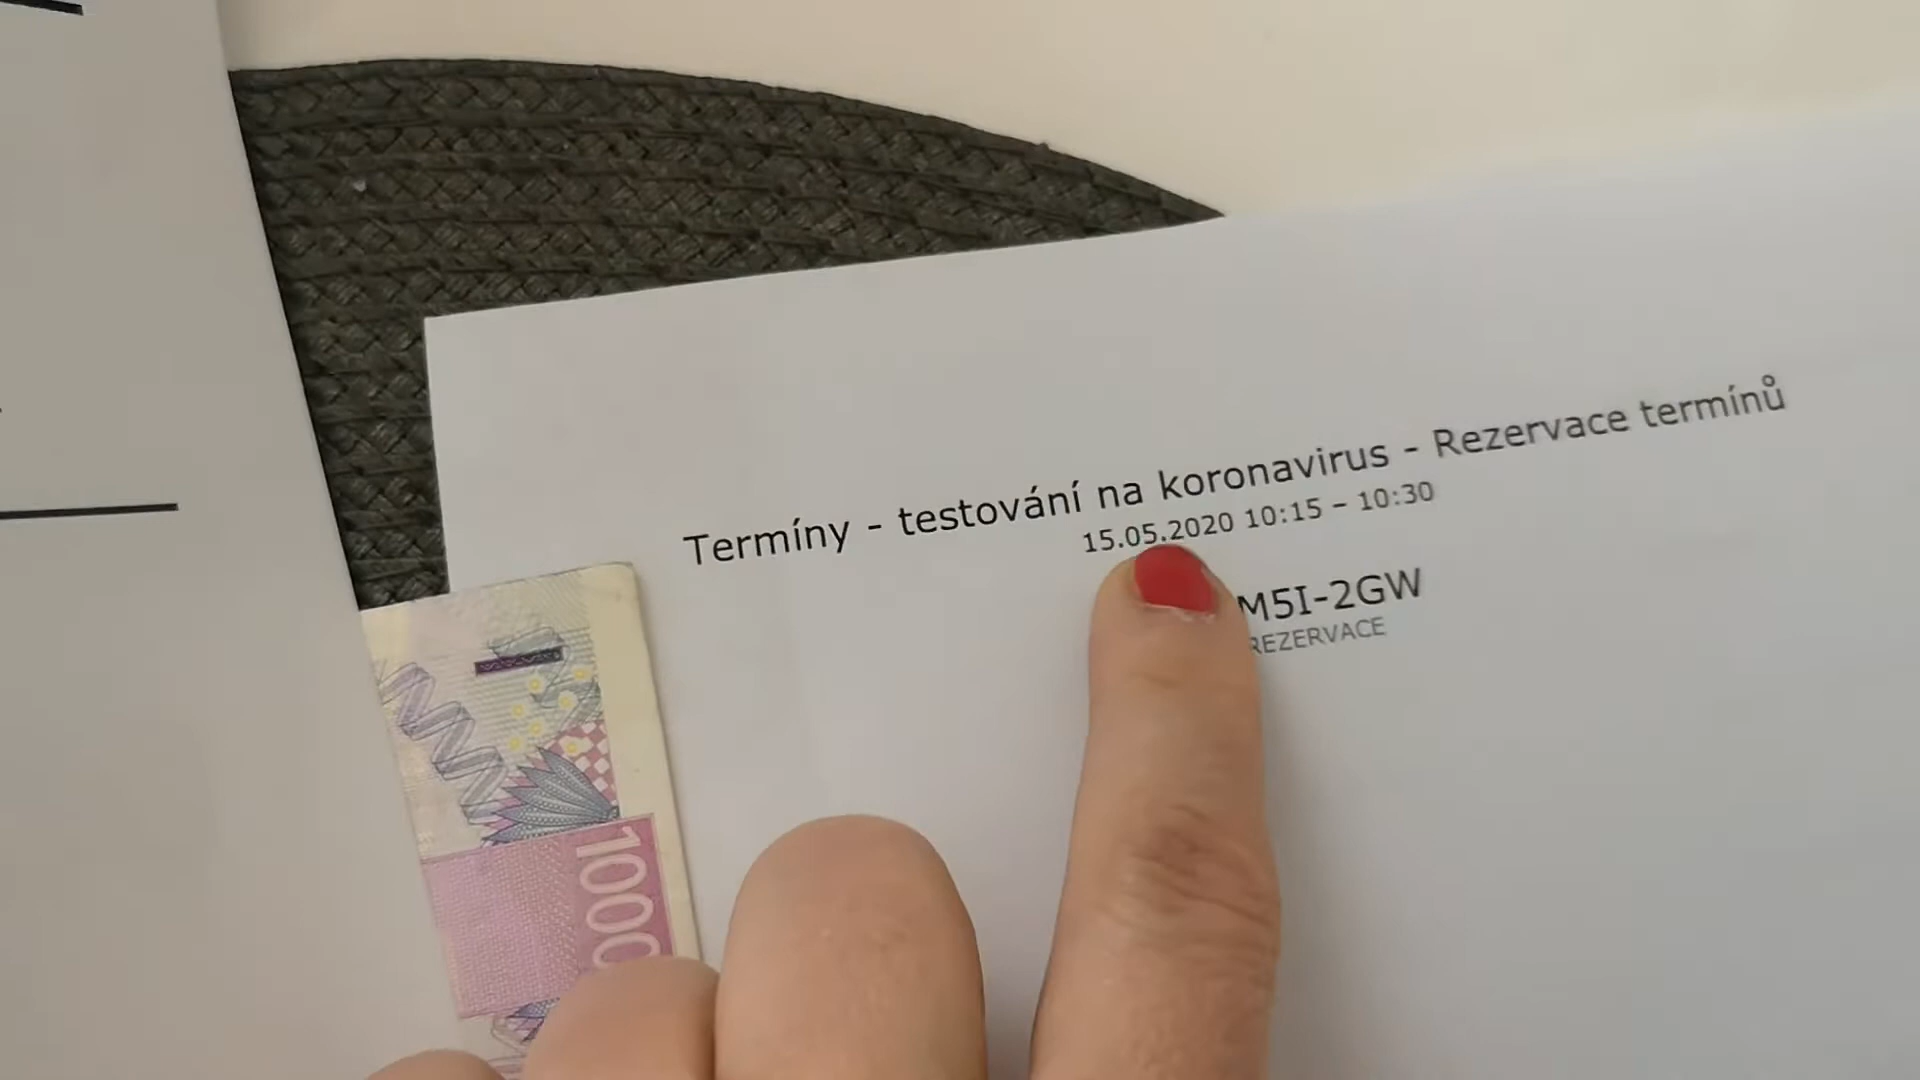 Termíny - testování na koronavirus - Rezervace termínů
15.05.2020 10:15 – 10:30
M5I-2GW
REZERVACE
1000